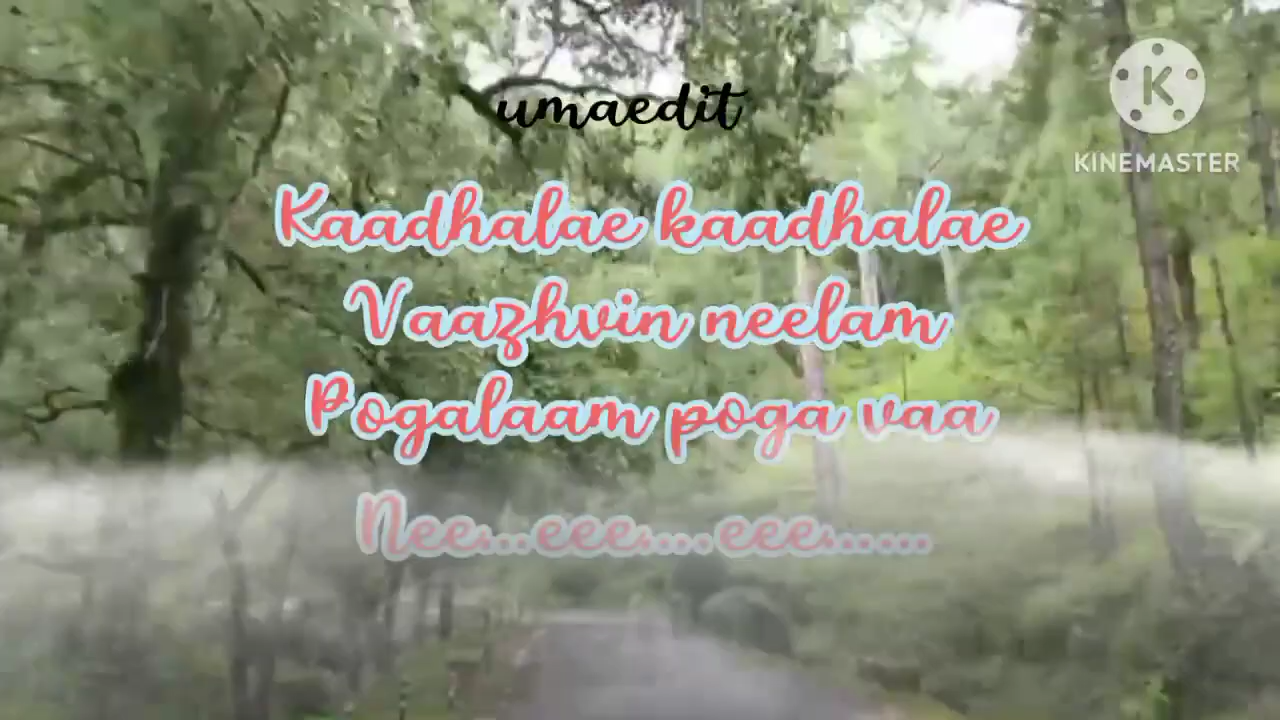 umaedit
K
KINEMASTER
Kaadhalae kaadhalae
Vaazhvin neelam
Pogalaam poga vaa
Nee...eee....eee......